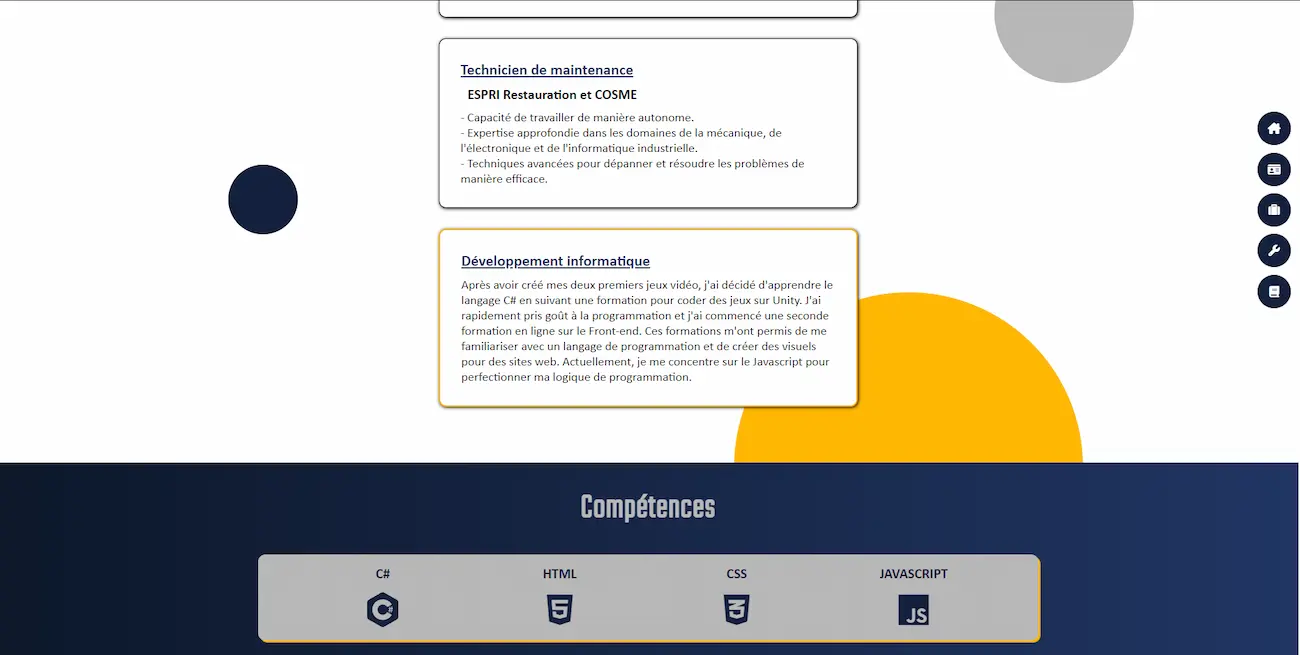 Technicien de maintenance
ESPRI Restauration et COSME
- Capacité de travailler de manière autonome.
- Expertise approfondie dans les domaines de la mécanique, de
l'électronique et de l'informatique industrielle.
- Techniques avancées pour dépanner et résoudre les problèmes de
manière efficace.
Développement informatique
Après avoir créé mes deux premiers jeux vidéo, j'ai décidé d'apprendre le
langage C# en suivant une formation pour coder des jeux sur Unity. J'ai
rapidement pris goût à la programmation et j'ai commencé une seconde
formation en ligne sur le Front-end. Ces formations m'ont permis de me
familiariser avec un langage de programmation et de créer des visuels
pour des sites web. Actuellement, je me concentre sur le Javascript pour
perfectionner ma logique de programmation.
Compétences
C# HTML CSS JAVASCRIPT
C# 5 3 JS